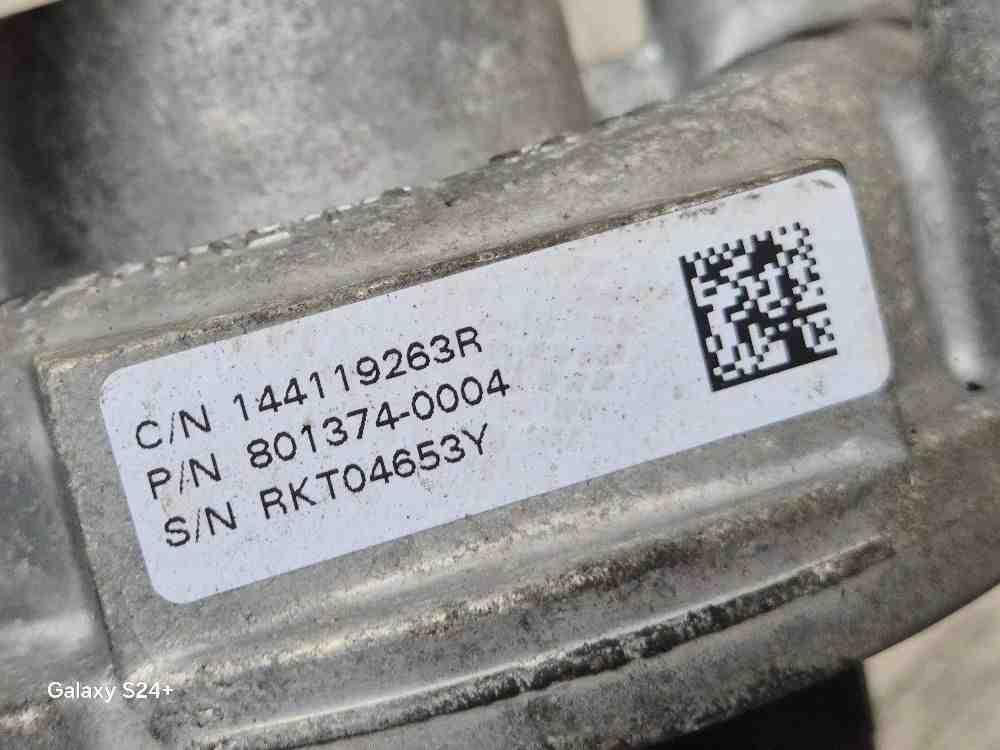 C/N 144119263R
P/N 801374-0004
S/N RKT04653Y
Galaxy S24+